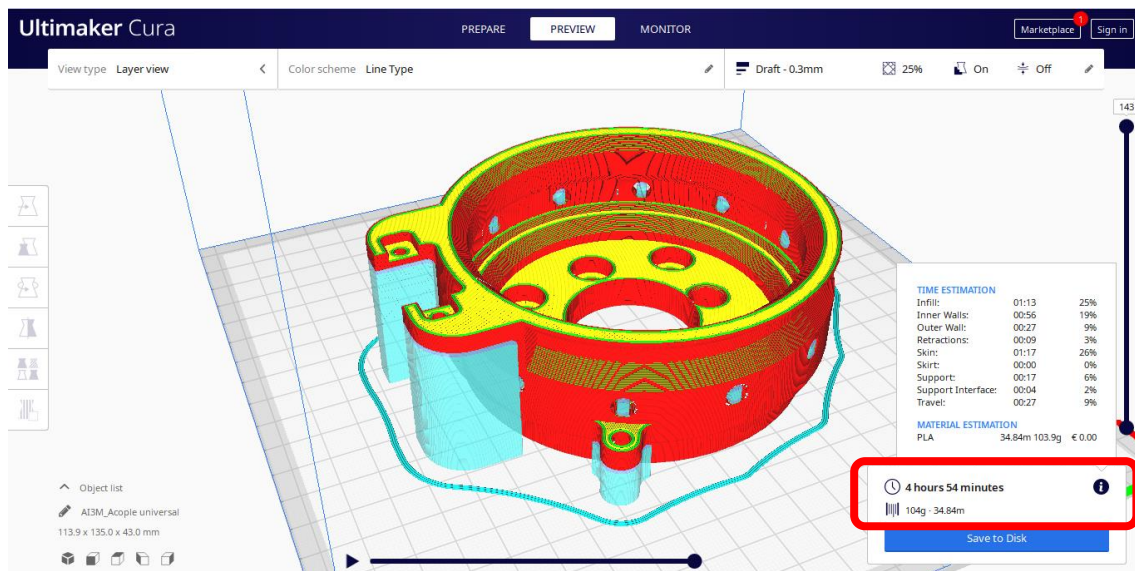 Ultimaker Cura
PREPARE PREVIEW MONITOR
Marketplace 1 Sign in
View type Layer view
Color scheme Line Type
Draft - 0.3mm 25% On Off
143
TIME ESTIMATION
Infill: 01:13 25%
Inner Walls: 00:56 19%
Outer Wall: 00:27 9%
Retractions: 00:09 3%
Skin: 01:17 26%
Skirt: 00:00 0%
Support: 00:17 6%
Support Interface: 00:04 2%
Travel: 00:27 9%
MATERIAL ESTIMATION
PLA 34.84m 103.9g € 0.00
4 hours 54 minutes
104g · 34.84m
Save to Disk
Object list
AI3M_Acople universal
113.9 x 135.0 x 43.0 mm